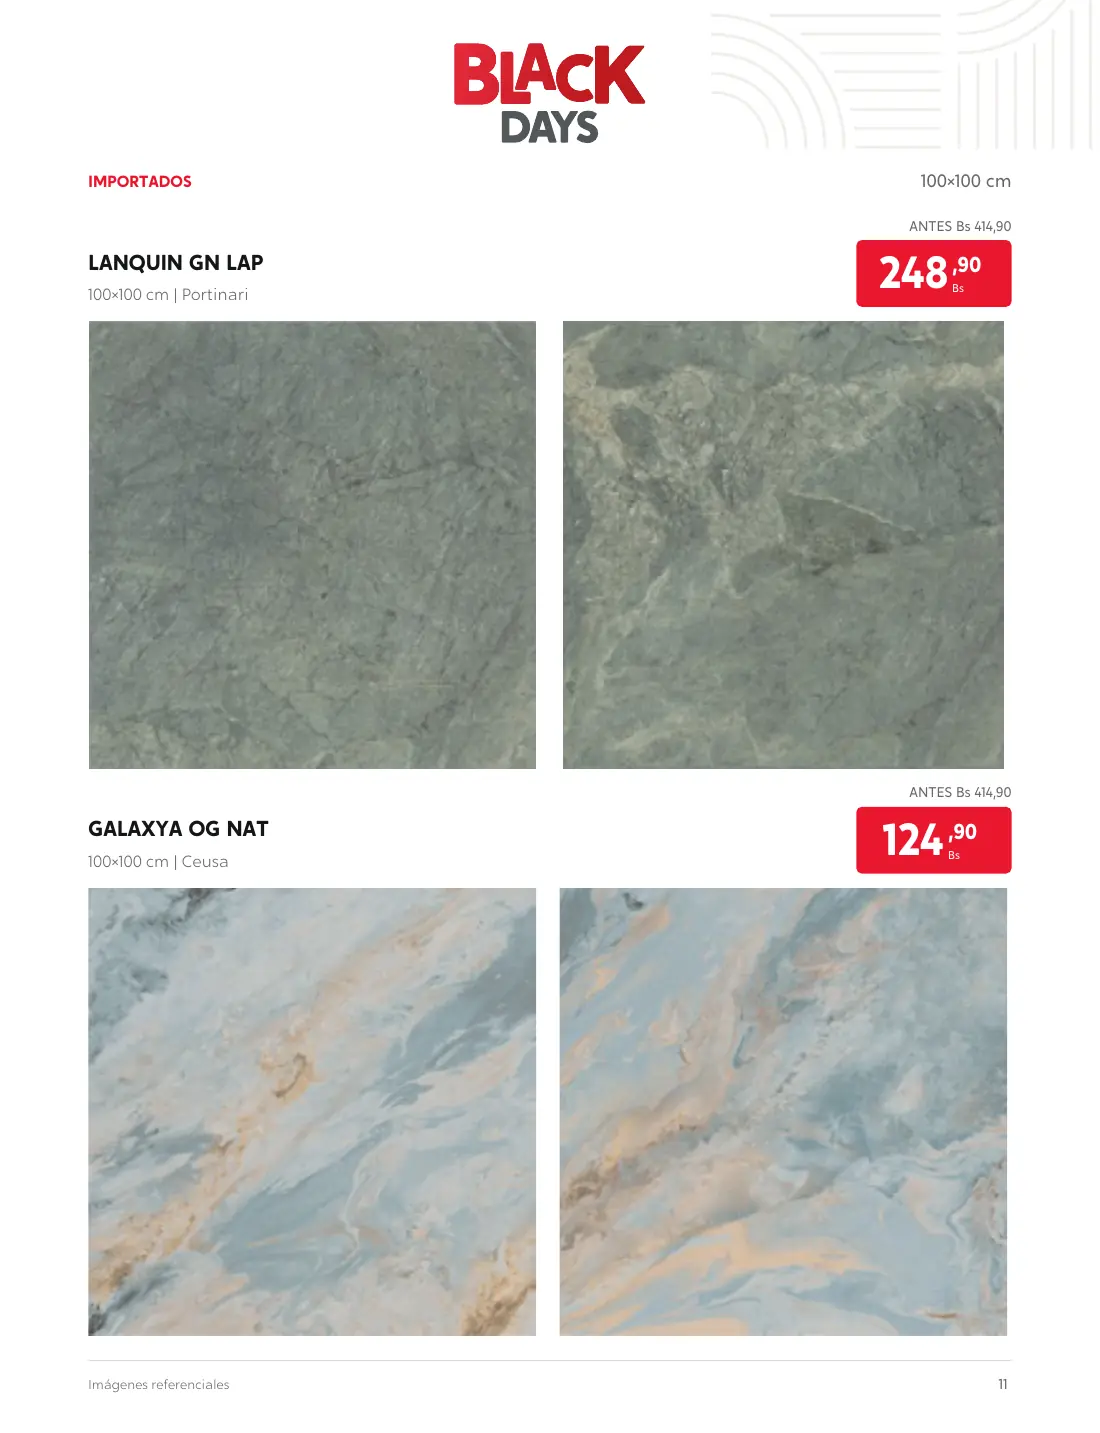 BLACK
DAYS
IMPORTADOS
100×100 cm
ANTES Bs 414,90
LANQUIN GN LAP
248,90
Bs
100×100 cm | Portinari
ANTES Bs 414,90
GALAXYA OG NAT
124,90
Bs
100×100 cm | Ceusa
Imágenes referenciales
11